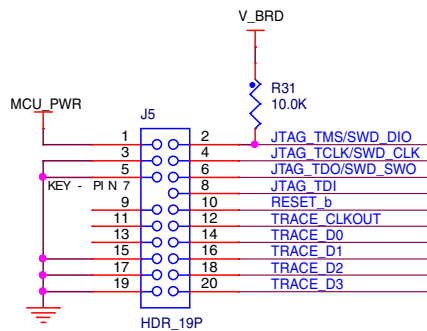 V_BRD
R31
10.0K
MCU_PWR
J5
1 2 JTAG_TMS/SWD_DIO
3 4 JTAG_TCLK/SWD_CLK
5 6 JTAG_TDO/SWD_SWO
KEY - PIN 7 8 JTAG_TDI
9 10 RESET_b
11 12 TRACE_CLKOUT
13 14 TRACE_D0
15 16 TRACE_D1
17 18 TRACE_D2
19 20 TRACE_D3
HDR_19P